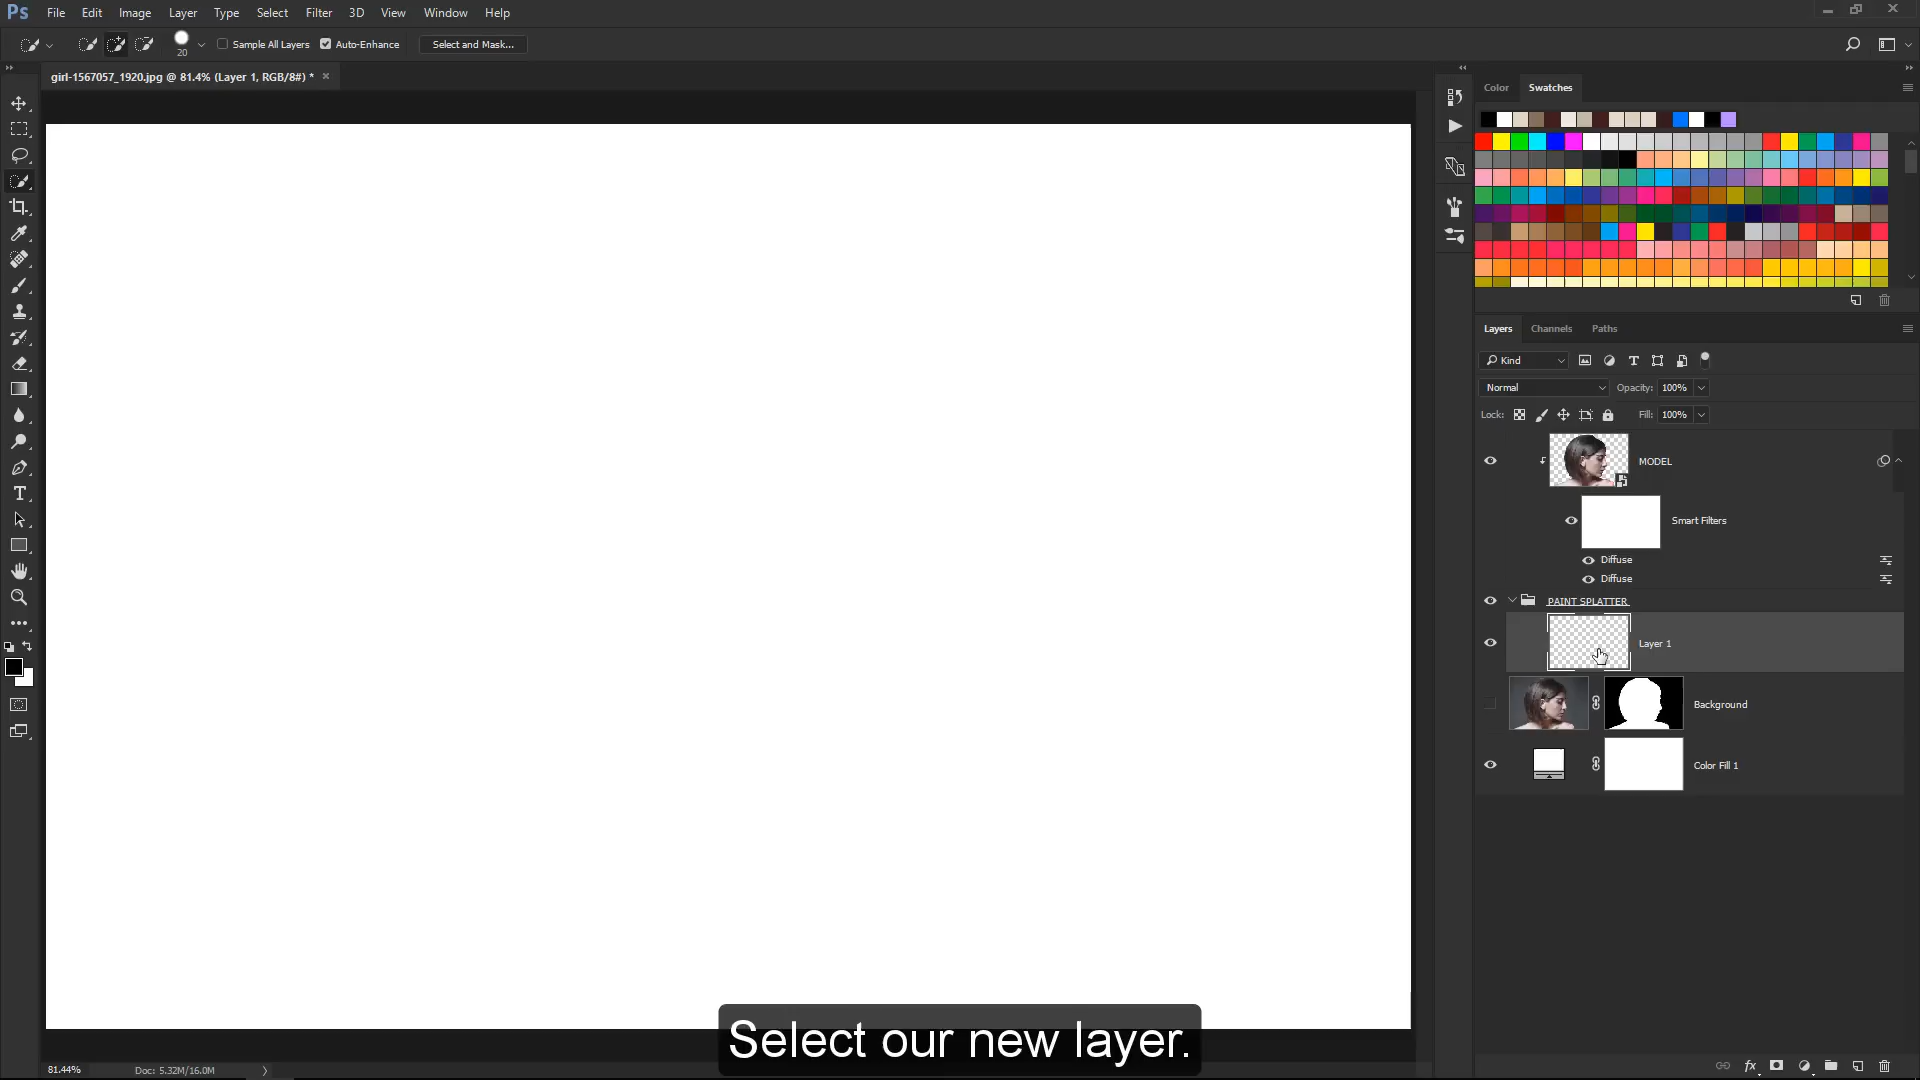 Ps File Edit Image Layer Type Select Filter 3D View Window Help
20 Sample All Layers Auto-Enhance Select and Mask...
girl-1567057_1920.jpg @ 81.4% (Layer 1, RGB/8#) * ×
Color Swatches
Layers Channels Paths
Kind
Normal Opacity: 100%
Lock: Fill: 100%
MODEL
Smart Filters
Diffuse
Diffuse
PAINT SPLATTER
Layer 1
Background
Color Fill 1
Select our new layer.
81.44% Doc: 5.32M/16.0M
fx